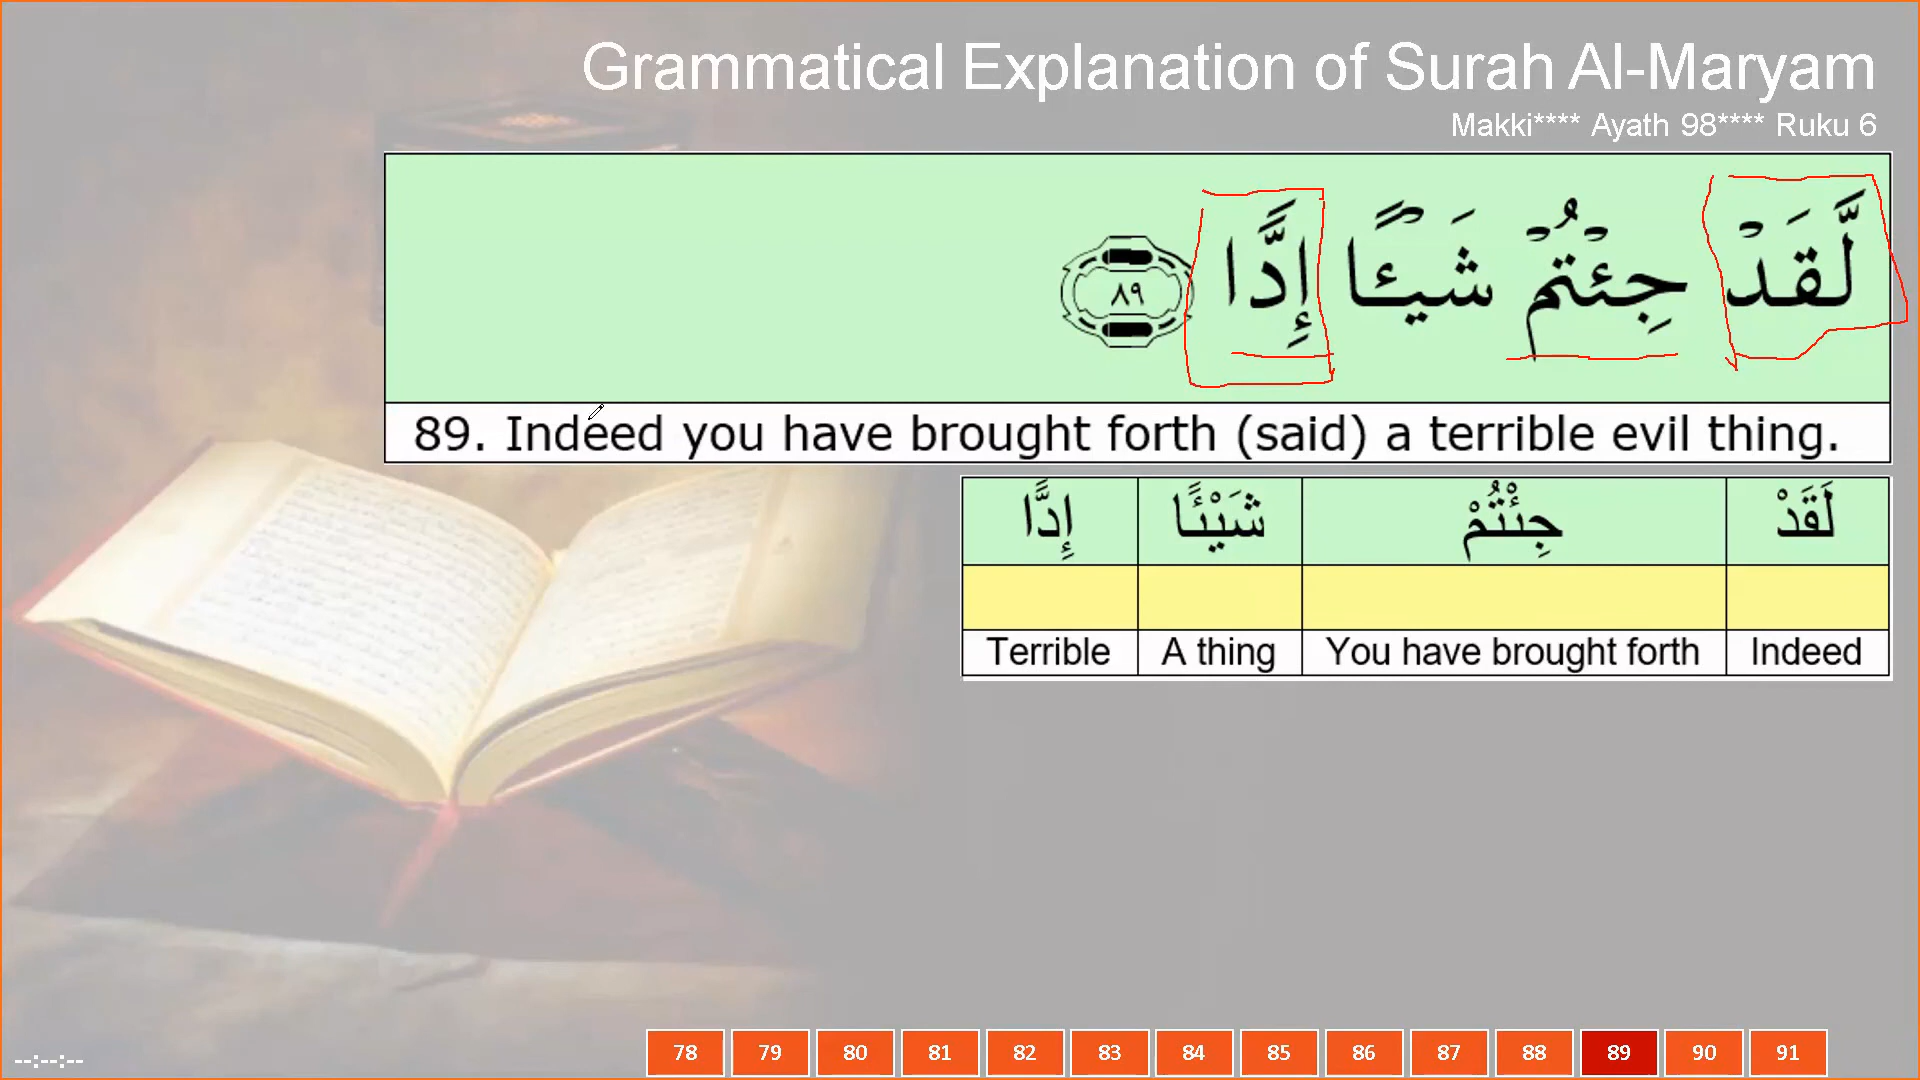 Grammatical Explanation of Surah Al-Maryam
Makki**** Ayath 98**** Ruku 6
لَّقَدْ جِئْتُمْ شَيْـًٔا إِدًّا ٨٩
89. Indeed you have brought forth (said) a terrible evil thing.
لَقَدْ جِئْتُمْ شَيْئًا إِدًّا
Indeed You have brought forth A thing Terrible
--:--:--
78 79 80 81 82 83 84 85 86 87 88 89 90 91